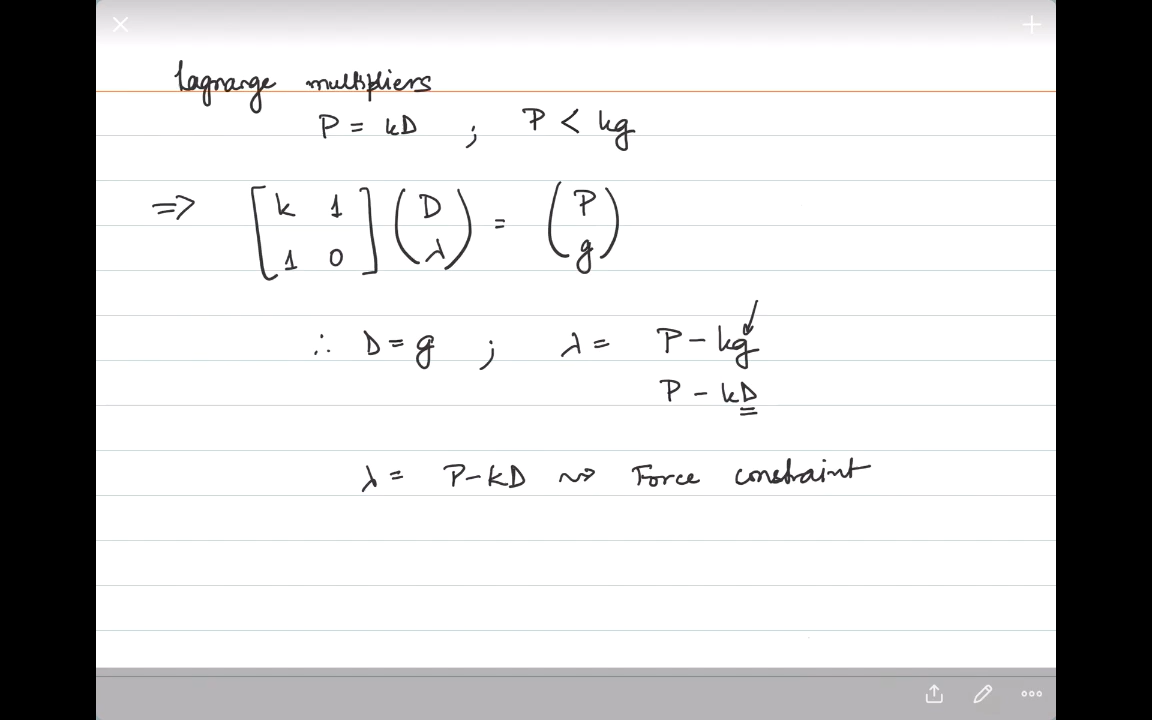 Lagrange multipliers
P = kD ; P < kg
=> [k 1; 1 0] (D; λ) = (P; g)
∴ D = g ; λ = P - kg
P - kD
λ = P - kD ⇝ Force constraint